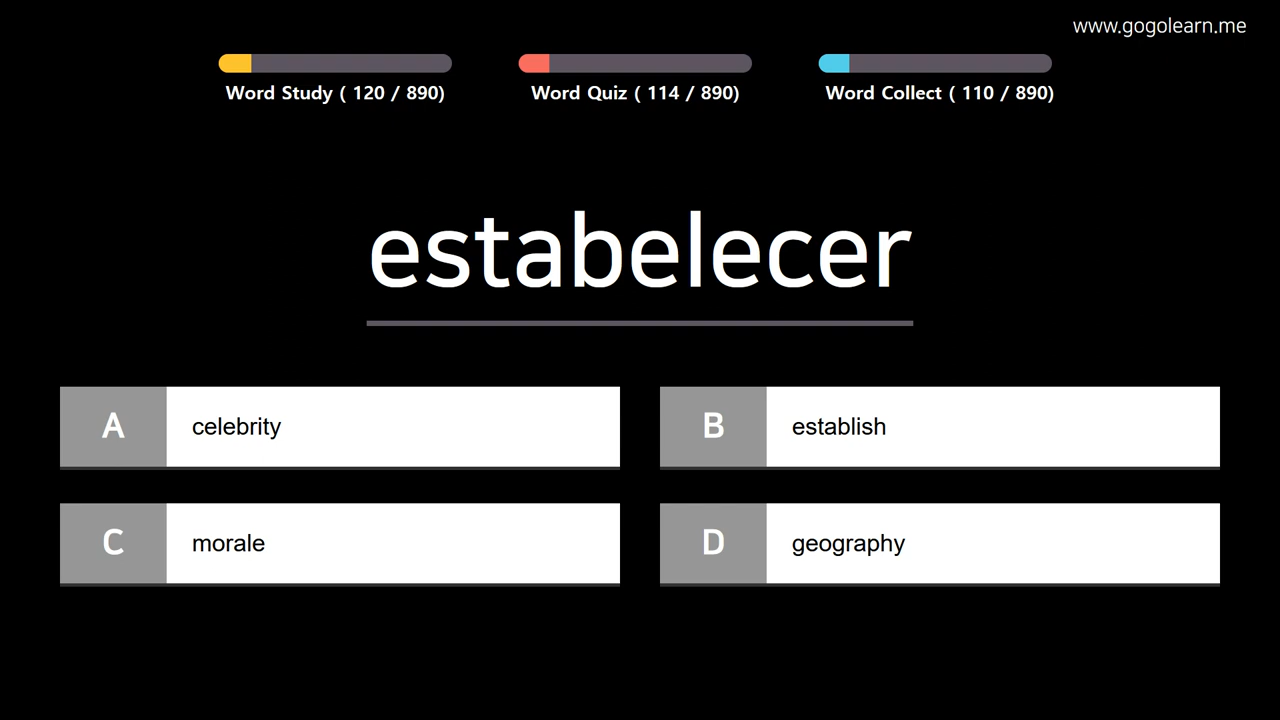 www.gogolearn.me
Word Study ( 120 / 890) Word Quiz ( 114 / 890) Word Collect ( 110 / 890)
estabelecer
A celebrity B establish
C morale D geography